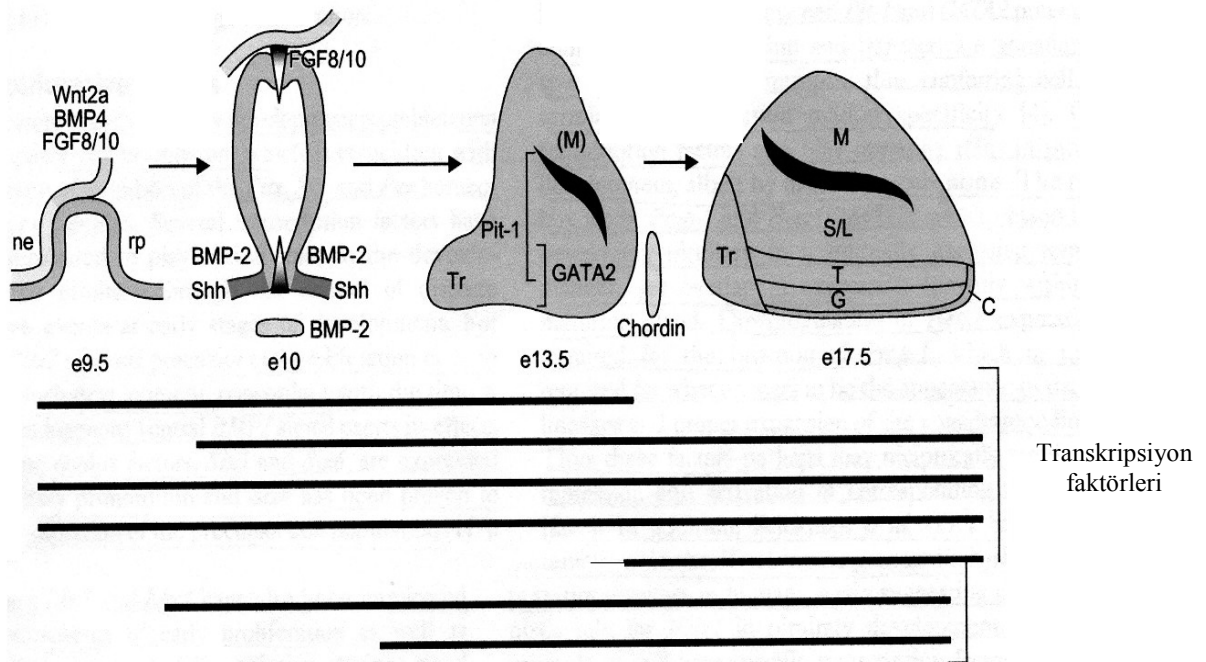 FGF8/10
Wnt2a
BMP4
FGF8/10
ne
rp
BMP-2
BMP-2
Shh
Shh
BMP-2
Pit-1
(M)
GATA2
Tr
Chordin
M
S/L
Tr
T
G
C
e9.5
e10
e13.5
e17.5
Transkripsiyon
faktörleri